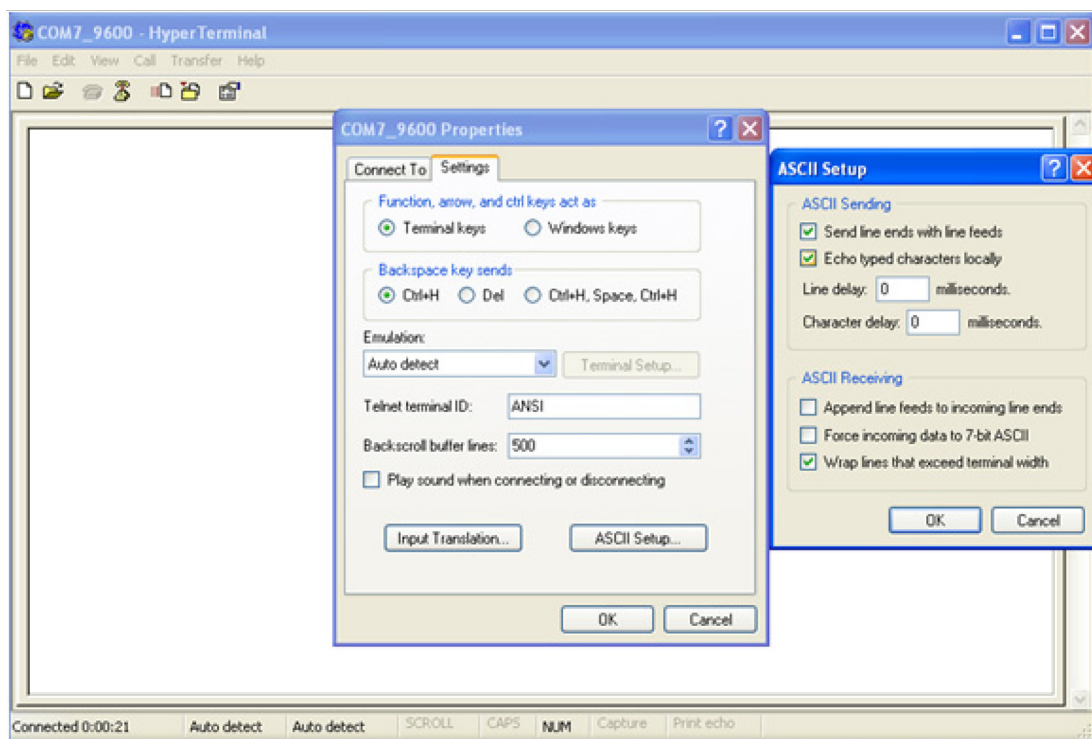 COM7_9600 - HyperTerminal
File Edit View Call Transfer Help
COM7_9600 Properties
Connect To Settings
Function, arrow, and ctrl keys act as
Terminal keys Windows keys
Backspace key sends
Ctrl+H Del Ctrl+H, Space, Ctrl+H
Emulation:
Auto detect Terminal Setup...
Telnet terminal ID: ANSI
Backscroll buffer lines: 500
Play sound when connecting or disconnecting
Input Translation... ASCII Setup...
OK Cancel
ASCII Setup
ASCII Sending
Send line ends with line feeds
Echo typed characters locally
Line delay: 0 milliseconds.
Character delay: 0 milliseconds.
ASCII Receiving
Append line feeds to incoming line ends
Force incoming data to 7-bit ASCII
Wrap lines that exceed terminal width
OK Cancel
Connected 0:00:21 Auto detect Auto detect SCROLL CAPS NUM Capture Print echo